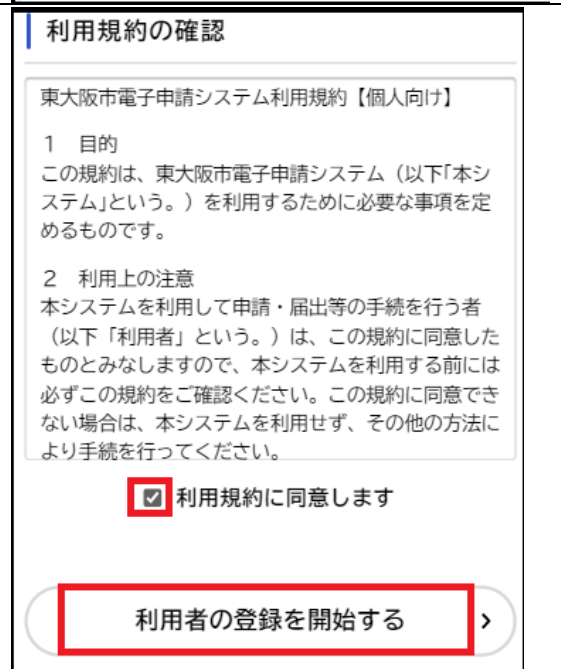 利用規約の確認
東大阪市電子申請システム利用規約【個人向け】
１　目的
この規約は、東大阪市電子申請システム（以下「本シ
ステム」という。）を利用するために必要な事項を定
めるものです。
２　利用上の注意
本システムを利用して申請・届出等の手続を行う者
（以下「利用者」という。）は、この規約に同意した
ものとみなしますので、本システムを利用する前には
必ずこの規約をご確認ください。この規約に同意でき
ない場合は、本システムを利用せず、その他の方法に
より手続を行ってください。
利用規約に同意します
利用者の登録を開始する